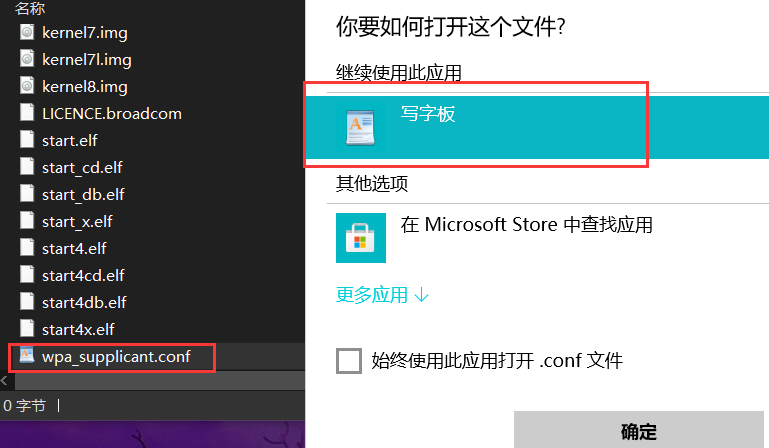 名称
kernel7.img
kernel7l.img
kernel8.img
LICENCE.broadcom
start.elf
start_cd.elf
start_db.elf
start_x.elf
start4.elf
start4cd.elf
start4db.elf
start4x.elf
wpa_supplicant.conf
0 字节
你要如何打开这个文件?
继续使用此应用
写字板
其他选项
在 Microsoft Store 中查找应用
更多应用 ↓
始终使用此应用打开 .conf 文件
确定